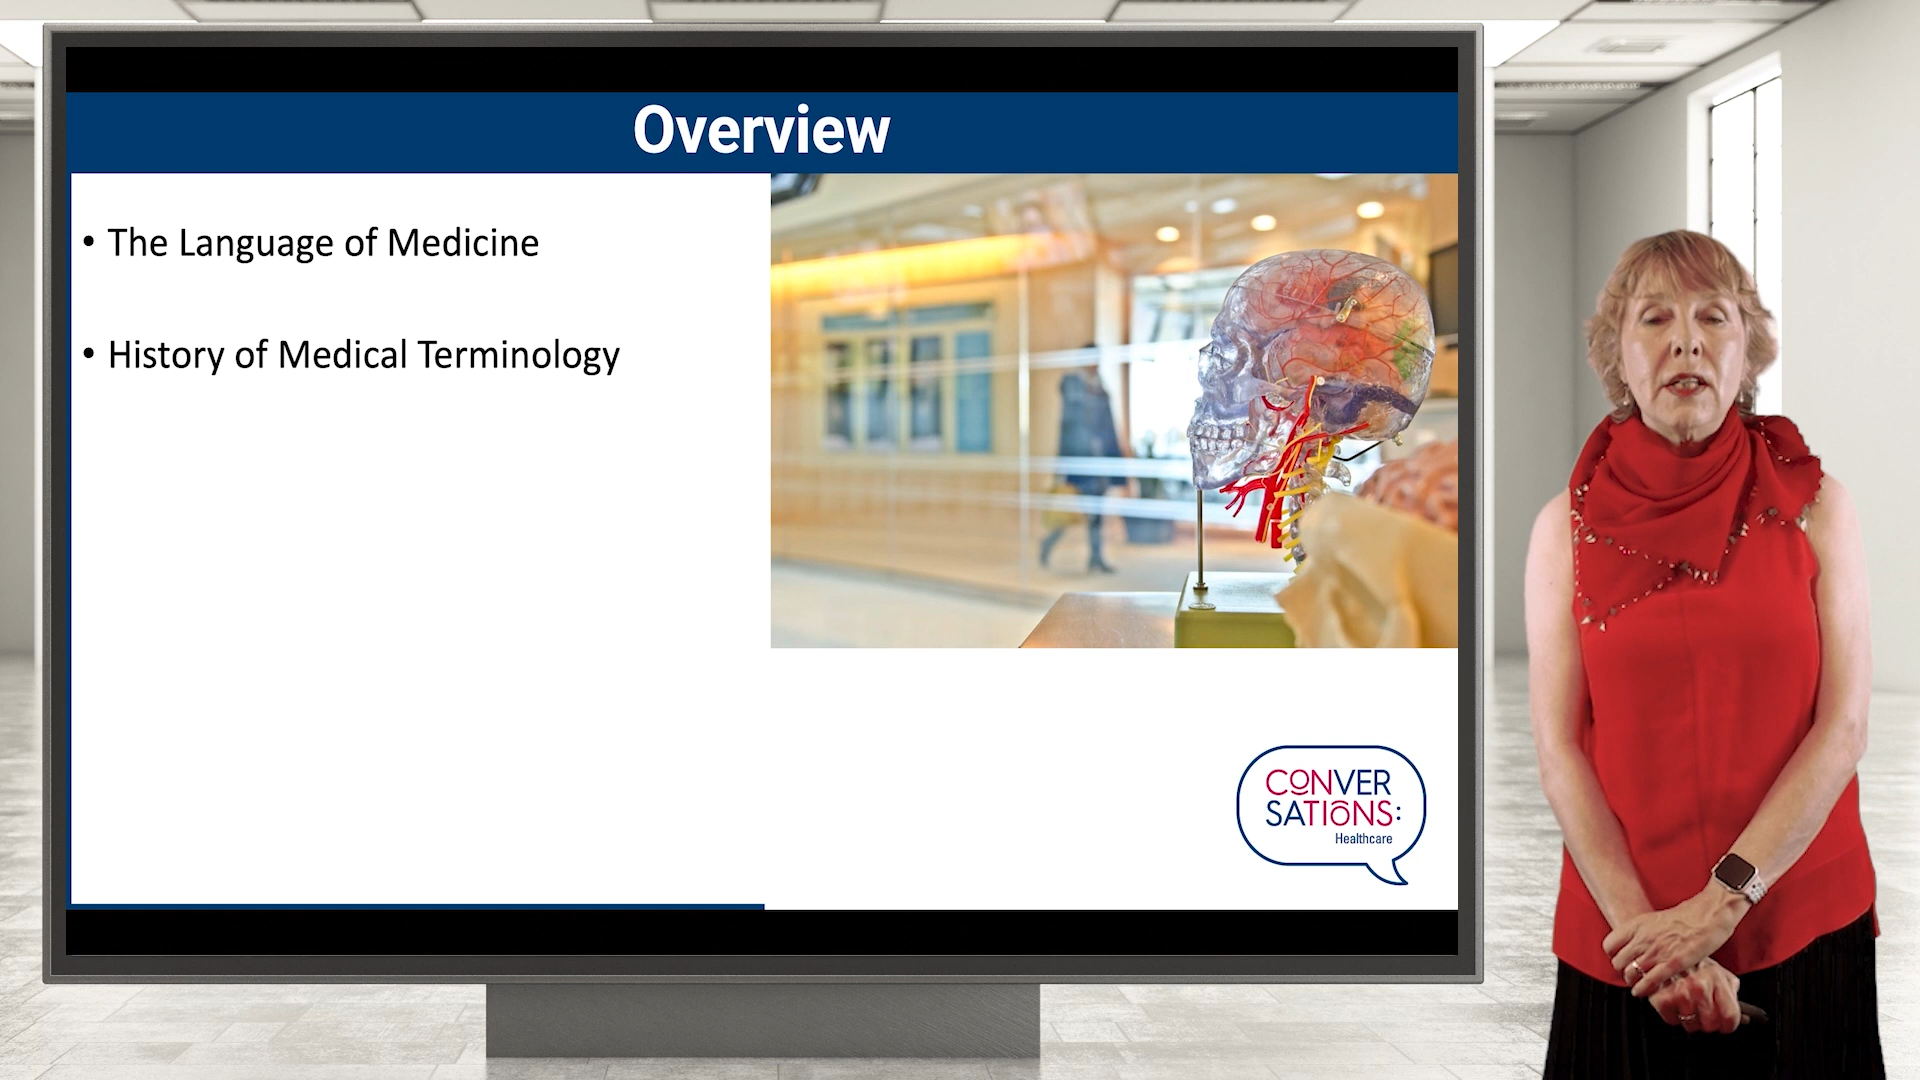 Overview
• The Language of Medicine
• History of Medical Terminology
CONVER
SATIONS:
Healthcare